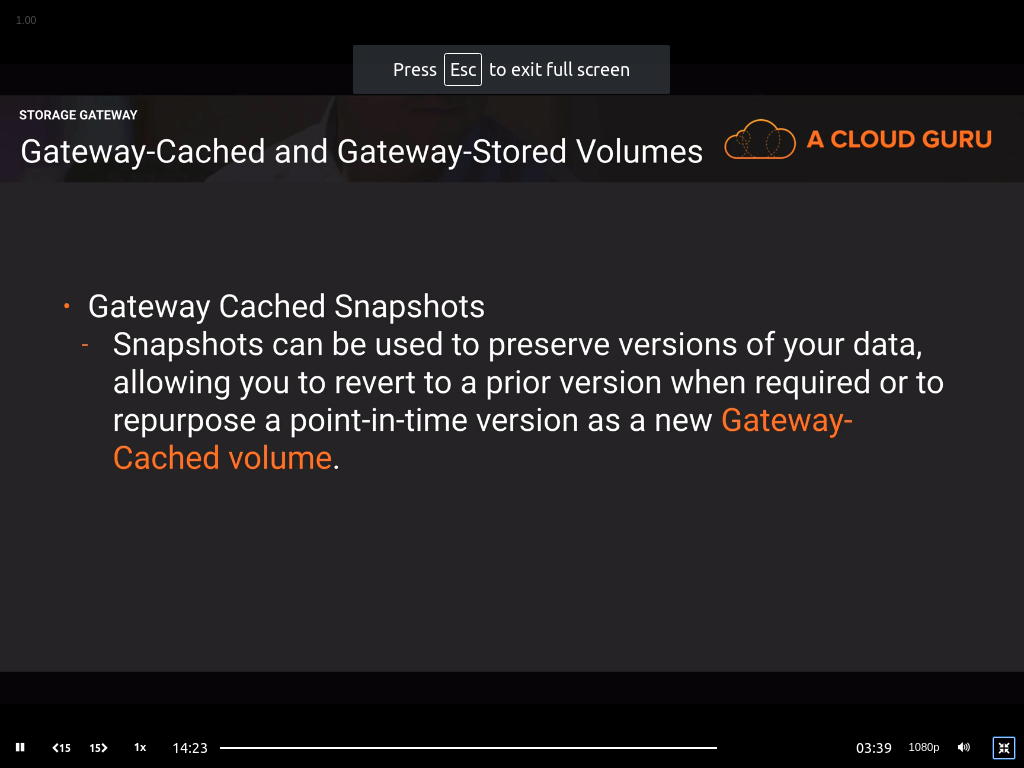 1.00
Press Esc to exit full screen
STORAGE GATEWAY
Gateway-Cached and Gateway-Stored Volumes
A CLOUD GURU
• Gateway Cached Snapshots
- Snapshots can be used to preserve versions of your data,
allowing you to revert to a prior version when required or to
repurpose a point-in-time version as a new Gateway-
Cached volume.
15 15 1x 14:23 03:39 1080p